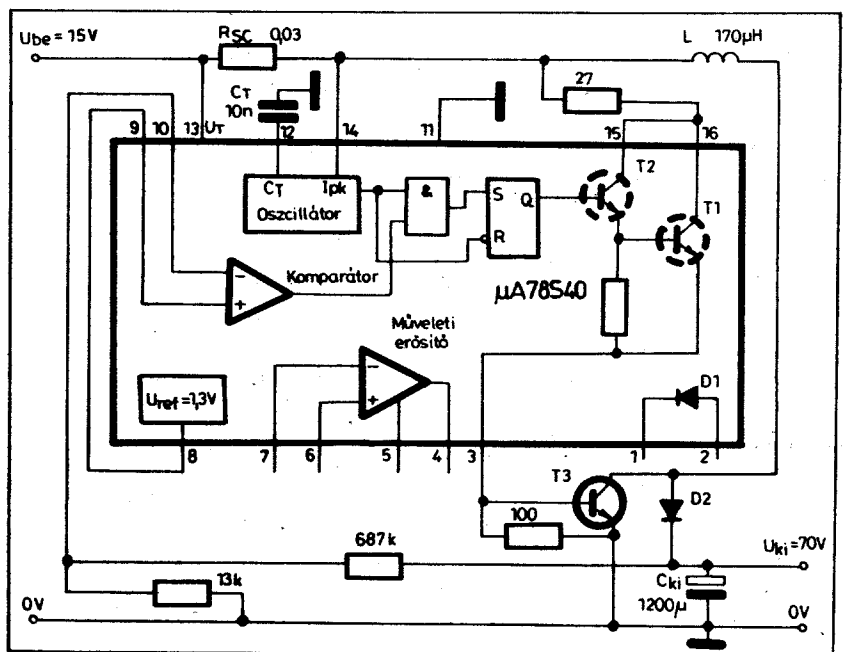 Ube = 15V
RSC 0,03
L 170µH
CT
10n
27
9 10 13 UT 12 14 11 15 16
CT Ipk
Oszcillátor
&
S Q
R
T2
T1
Komparátor
−
+
µA78S40
Műveleti
erősítő
−
+
Uref=1,3V
D1
8 7 6 5 4 3 1 2
T3
D2
100
687k
Uki=70V
13k
Cki
1200µ
0V
0V